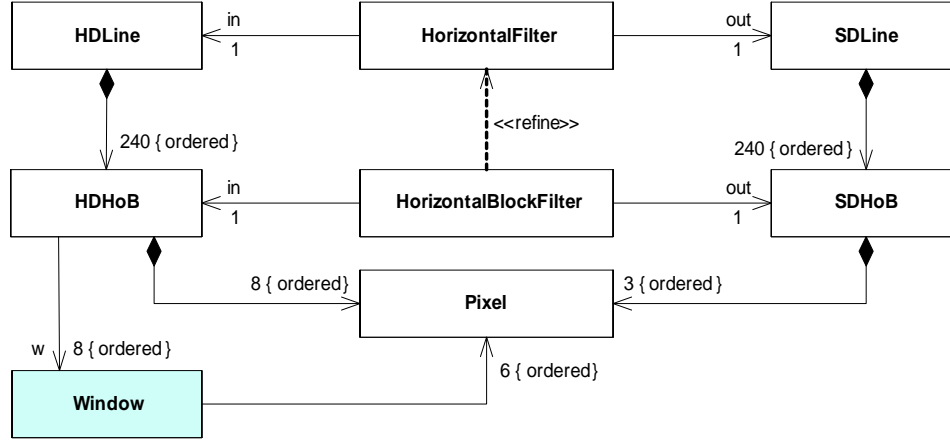 in
out
HDLine
HorizontalFilter
SDLine
1
1
<<refine>>
240 { ordered}
240 { ordered}
in
out
HDHoB
HorizontalBlockFilter
SDHoB
1
1
8 { ordered}
3 { ordered}
Pixel
w
8 { ordered}
6 { ordered}
Window